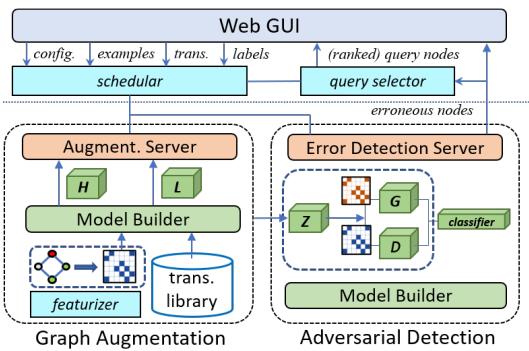 Web GUI
config. examples trans. labels (ranked) query nodes
schedular query selector
erroneous nodes
Augment. Server Error Detection Server
H L
Model Builder
Z G D classifier
trans.
library
featurizer
Model Builder
Graph Augmentation Adversarial Detection